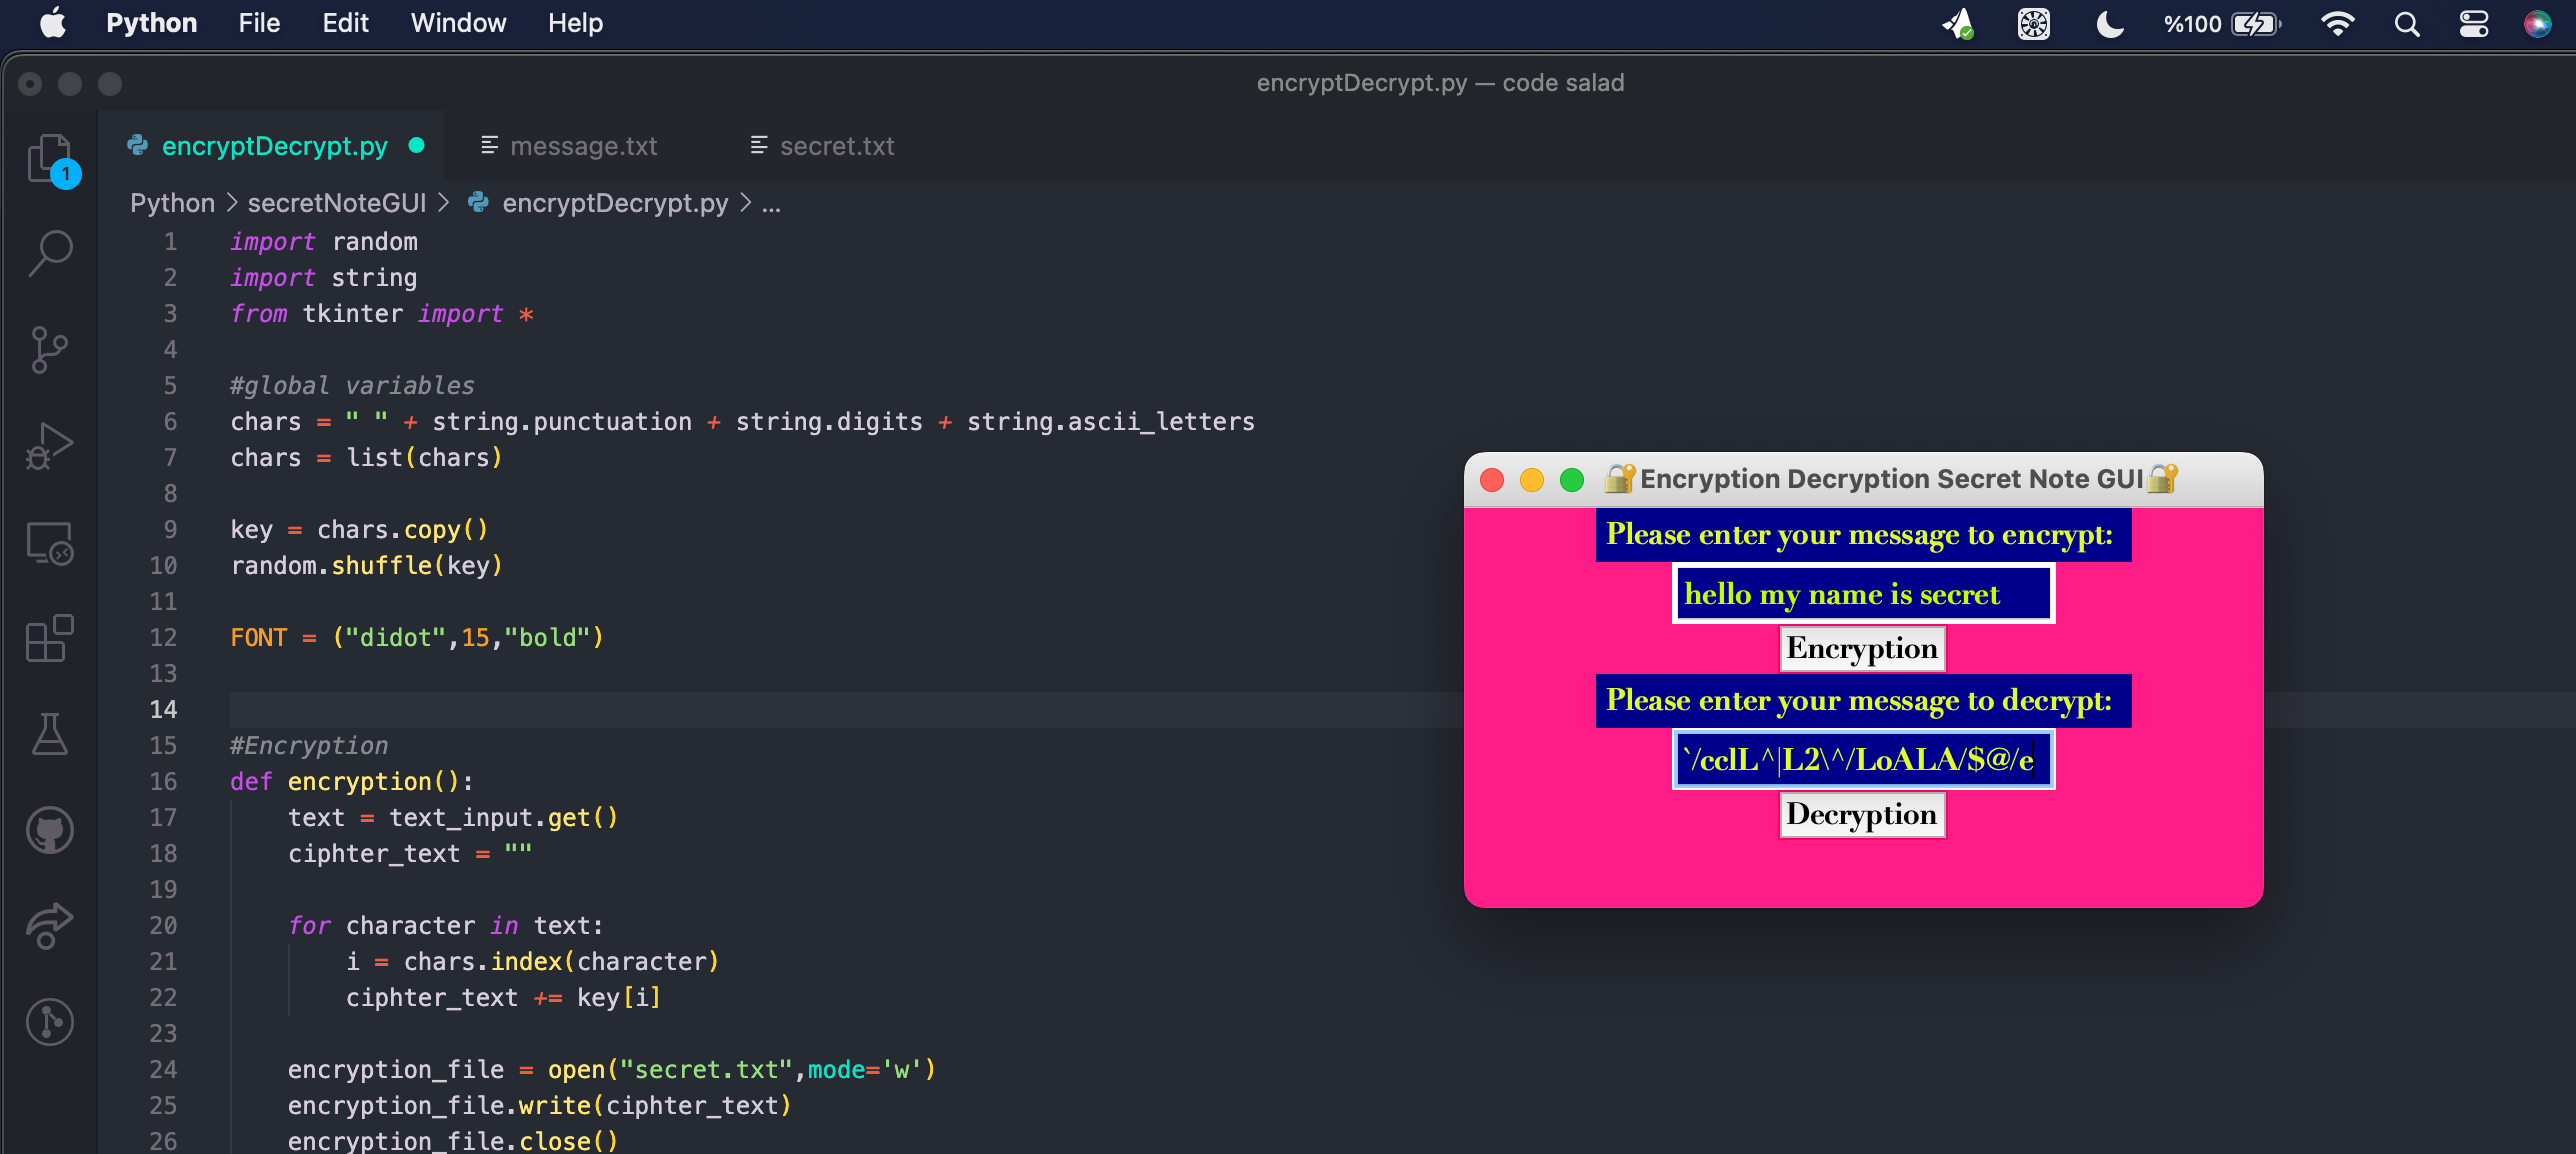 Python File Edit Window Help %100
encryptDecrypt.py — code salad
encryptDecrypt.py message.txt secret.txt
1
Python > secretNoteGUI > encryptDecrypt.py > ...
1 import random
2 import string
3 from tkinter import *
4
5 #global variables
6 chars = " " + string.punctuation + string.digits + string.ascii_letters
7 chars = list(chars)
8
9 key = chars.copy()
10 random.shuffle(key)
11
12 FONT = ("didot",15,"bold")
13
14
15 #Encryption
16 def encryption():
17 text = text_input.get()
18 ciphter_text = ""
19
20 for character in text:
21 i = chars.index(character)
22 ciphter_text += key[i]
23
24 encryption_file = open("secret.txt",mode='w')
25 encryption_file.write(ciphter_text)
26 encryption_file.close()
🔐Encryption Decryption Secret Note GUI🔐
Please enter your message to encrypt:
hello my name is secret
Encryption
Please enter your message to decrypt:
`/cclL^|L2\^/LoALA/$@/e
Decryption